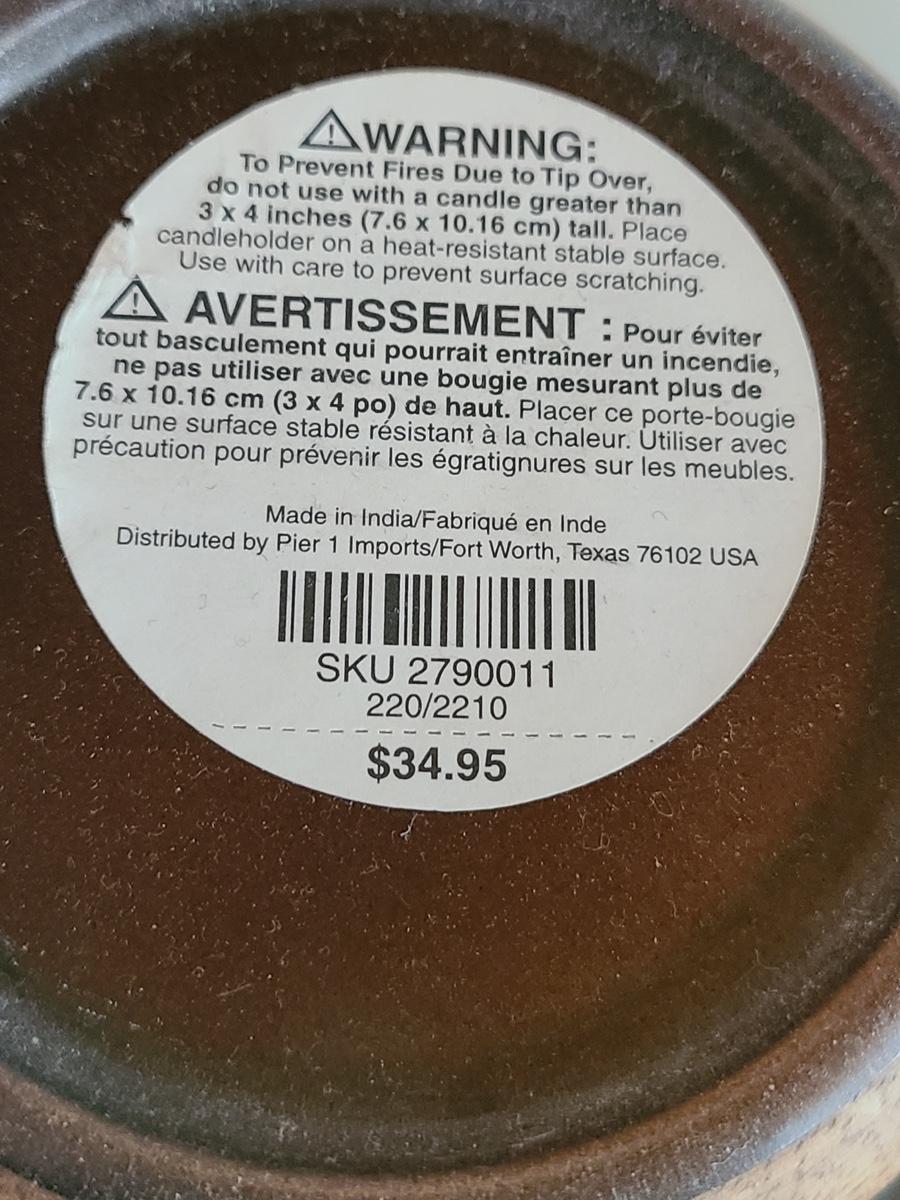 ⚠WARNING:
To Prevent Fires Due to Tip Over,
do not use with a candle greater than
3 x 4 inches (7.6 x 10.16 cm) tall. Place
candleholder on a heat-resistant stable surface.
Use with care to prevent surface scratching.
⚠ AVERTISSEMENT : Pour éviter
tout basculement qui pourrait entraîner un incendie,
ne pas utiliser avec une bougie mesurant plus de
7.6 x 10.16 cm (3 x 4 po) de haut. Placer ce porte-bougie
sur une surface stable résistant à la chaleur. Utiliser avec
précaution pour prévenir les égratignures sur les meubles.
Made in India/Fabriqué en Inde
Distributed by Pier 1 Imports/Fort Worth, Texas 76102 USA
SKU 2790011
220/2210
$34.95